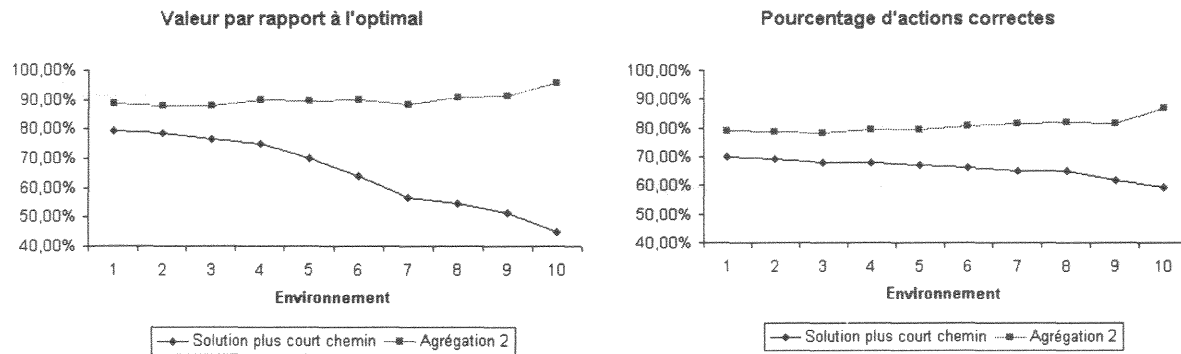 Valeur par rapport à l'optimal
100,00%
90,00%
80,00%
70,00%
60,00%
50,00%
40,00%
1 2 3 4 5 6 7 8 9 10
Environnement
Solution plus court chemin Agrégation 2
Pourcentage d'actions correctes
100,00%
90,00%
80,00%
70,00%
60,00%
50,00%
40,00%
1 2 3 4 5 6 7 8 9 10
Environnement
Solution plus court chemin Agrégation 2